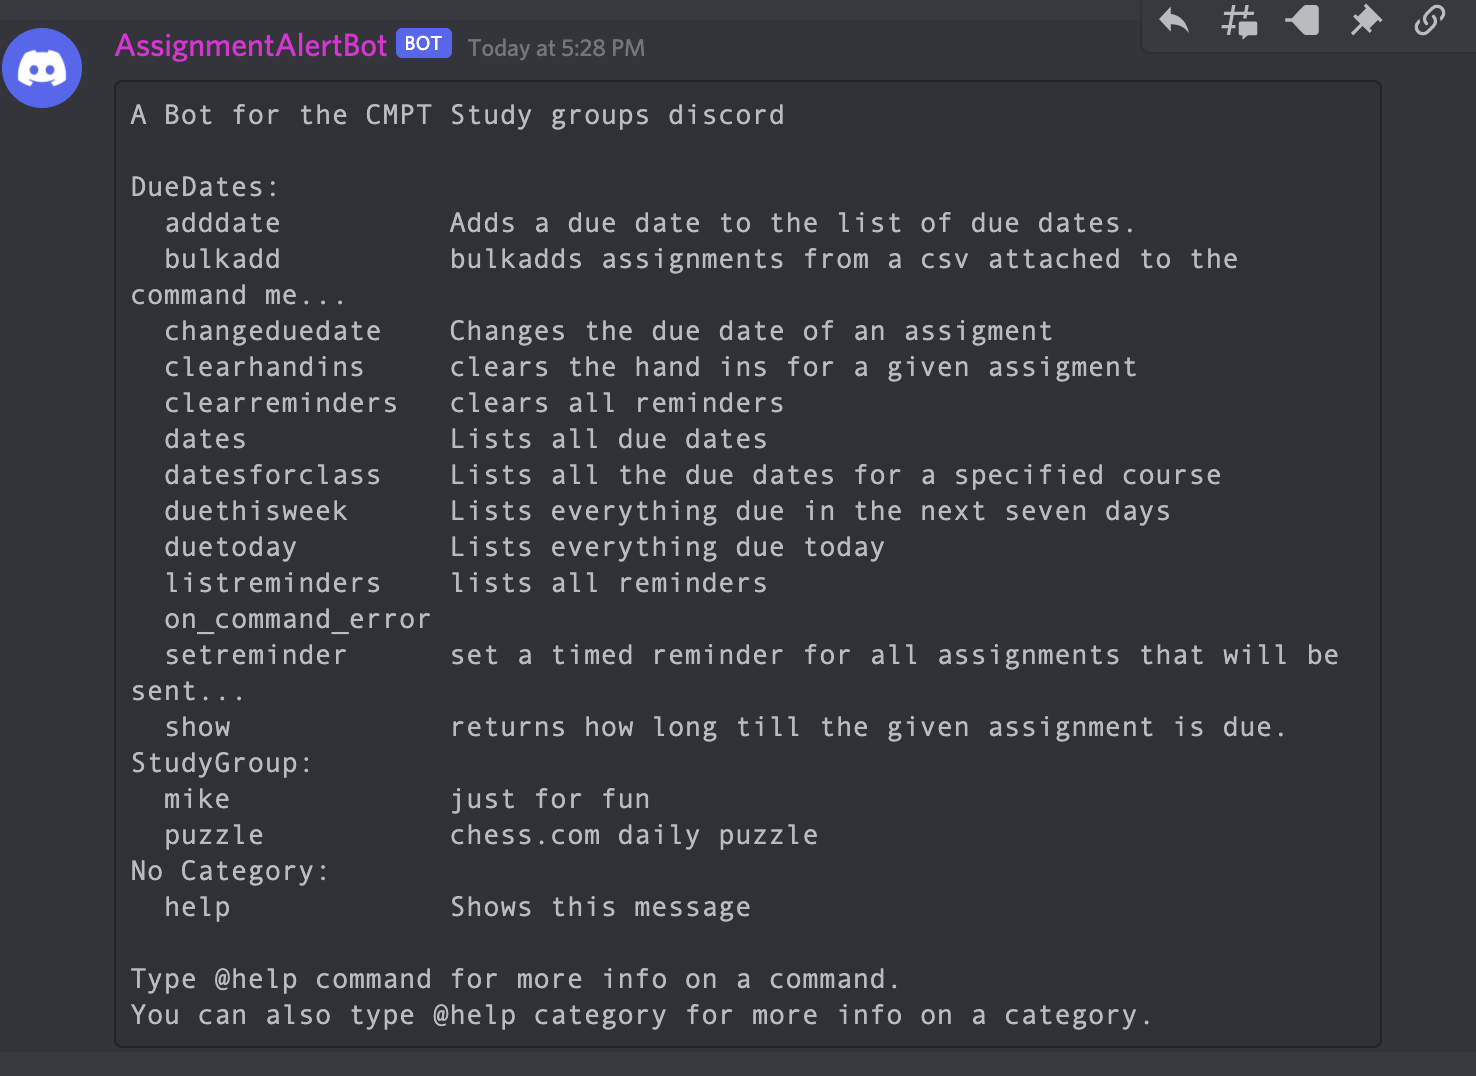 AssignmentAlertBot BOT Today at 5:28 PM
A Bot for the CMPT Study groups discord
DueDates:
adddate Adds a due date to the list of due dates.
bulkadd bulkadds assignments from a csv attached to the
command me...
changeduedate Changes the due date of an assigment
clearhandins clears the hand ins for a given assigment
clearreminders clears all reminders
dates Lists all due dates
datesforclass Lists all the due dates for a specified course
duethisweek Lists everything due in the next seven days
duetoday Lists everything due today
listreminders lists all reminders
on_command_error
setreminder set a timed reminder for all assignments that will be
sent...
show returns how long till the given assignment is due.
StudyGroup:
mike just for fun
puzzle chess.com daily puzzle
No Category:
help Shows this message
Type @help command for more info on a command.
You can also type @help category for more info on a category.